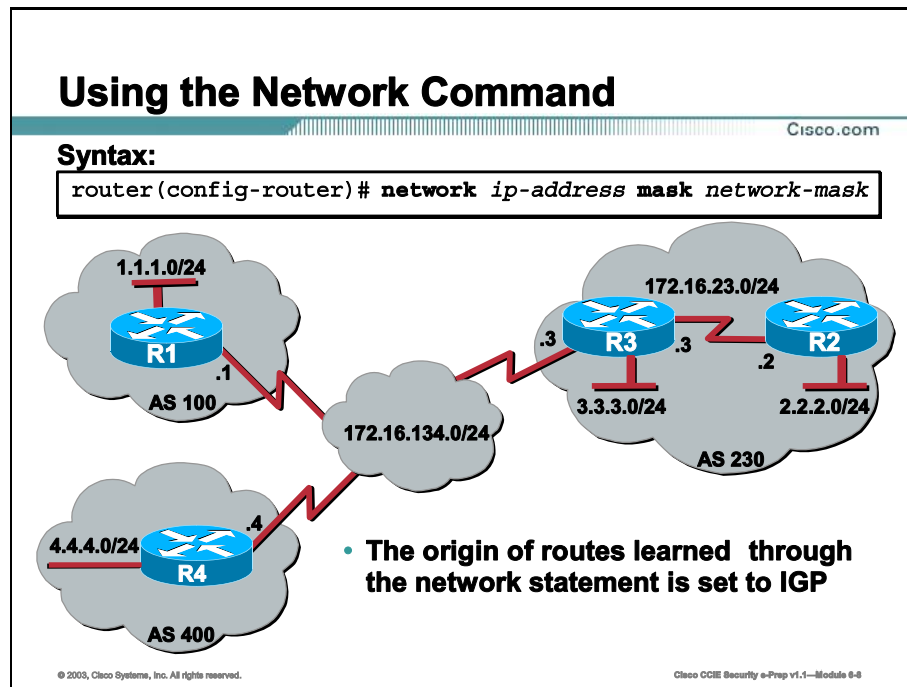 Using the Network Command
Cisco.com
Syntax:
router(config-router)# network ip-address mask network-mask
1.1.1.0/24
R1
.1
AS 100
172.16.134.0/24
172.16.23.0/24
.3
R3
.3
R2
.2
3.3.3.0/24
2.2.2.0/24
AS 230
4.4.4.0/24
R4
.4
AS 400
• The origin of routes learned through
the network statement is set to IGP
© 2003, Cisco Systems, Inc. All rights reserved.
Cisco CCIE Security e-Prep v1.1—Module 6-8